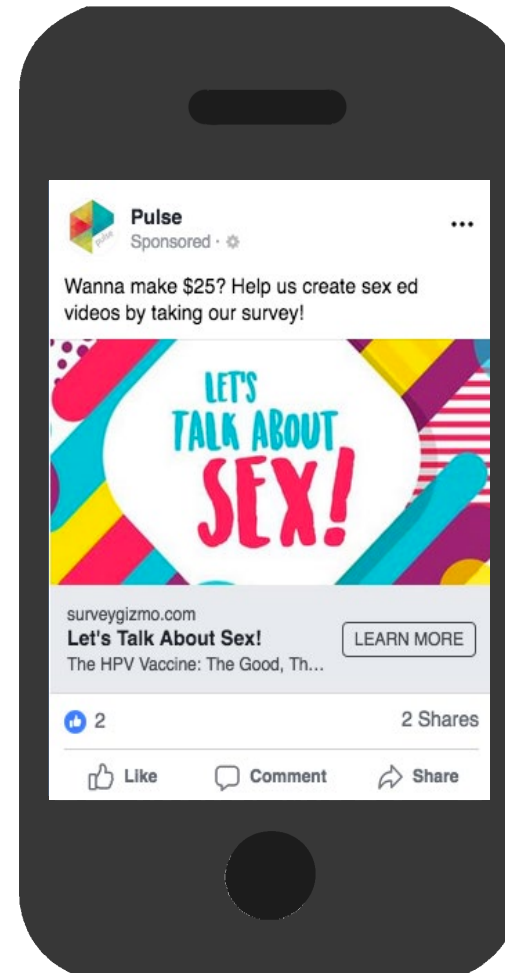 pulse
Pulse
Sponsored ·
Wanna make $25? Help us create sex ed
videos by taking our survey!
LET'S
TALK ABOUT
SEX!
surveygizmo.com
Let's Talk About Sex!
LEARN MORE
The HPV Vaccine: The Good, Th...
2
2 Shares
Like
Comment
Share